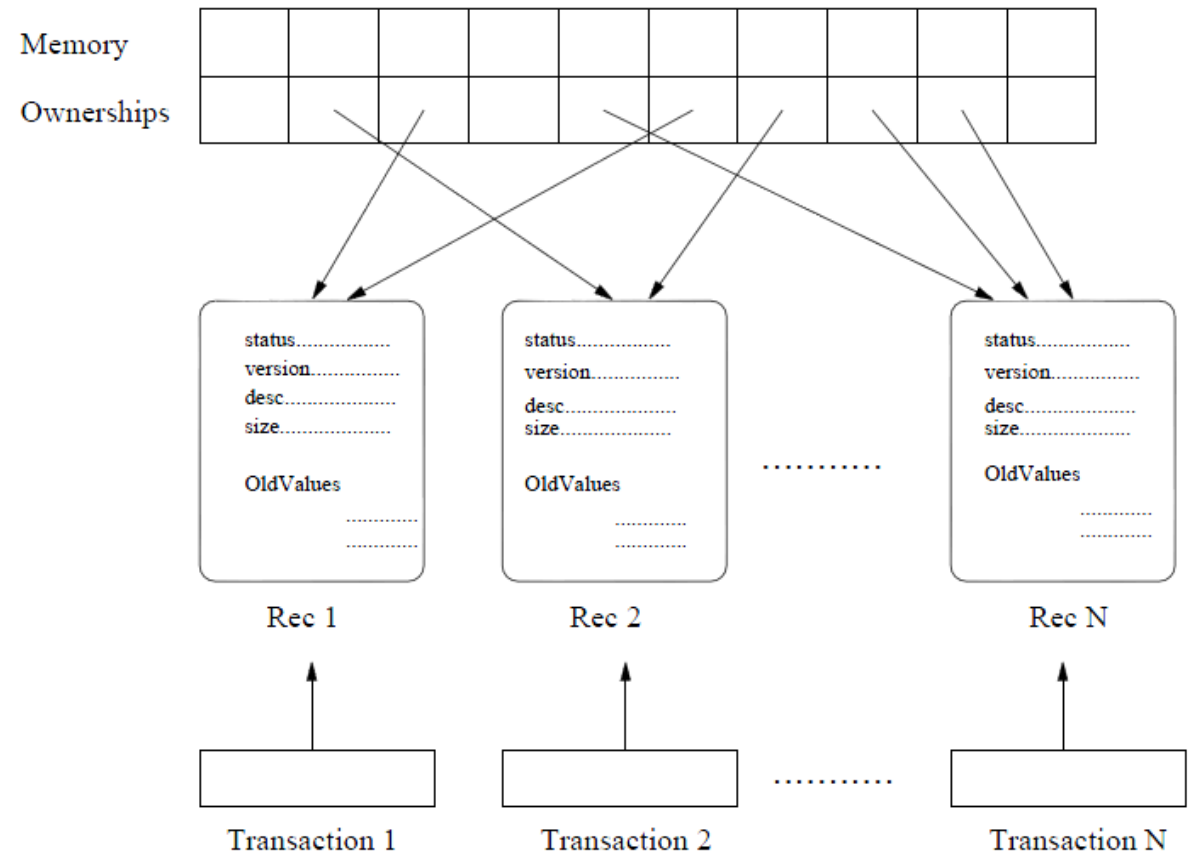 Memory
Ownerships
status.................
version................
desc....................
size....................
OldValues
.............
.............
status.................
version................
desc....................
size....................
OldValues
.............
.............
...........
status.................
version................
desc....................
size....................
OldValues
.............
.............
Rec 1
Rec 2
Rec N
...........
Transaction 1
Transaction 2
Transaction N